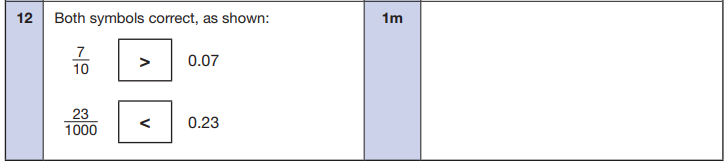 12 Both symbols correct, as shown: 1m
7/10 > 0.07
23/1000 < 0.23